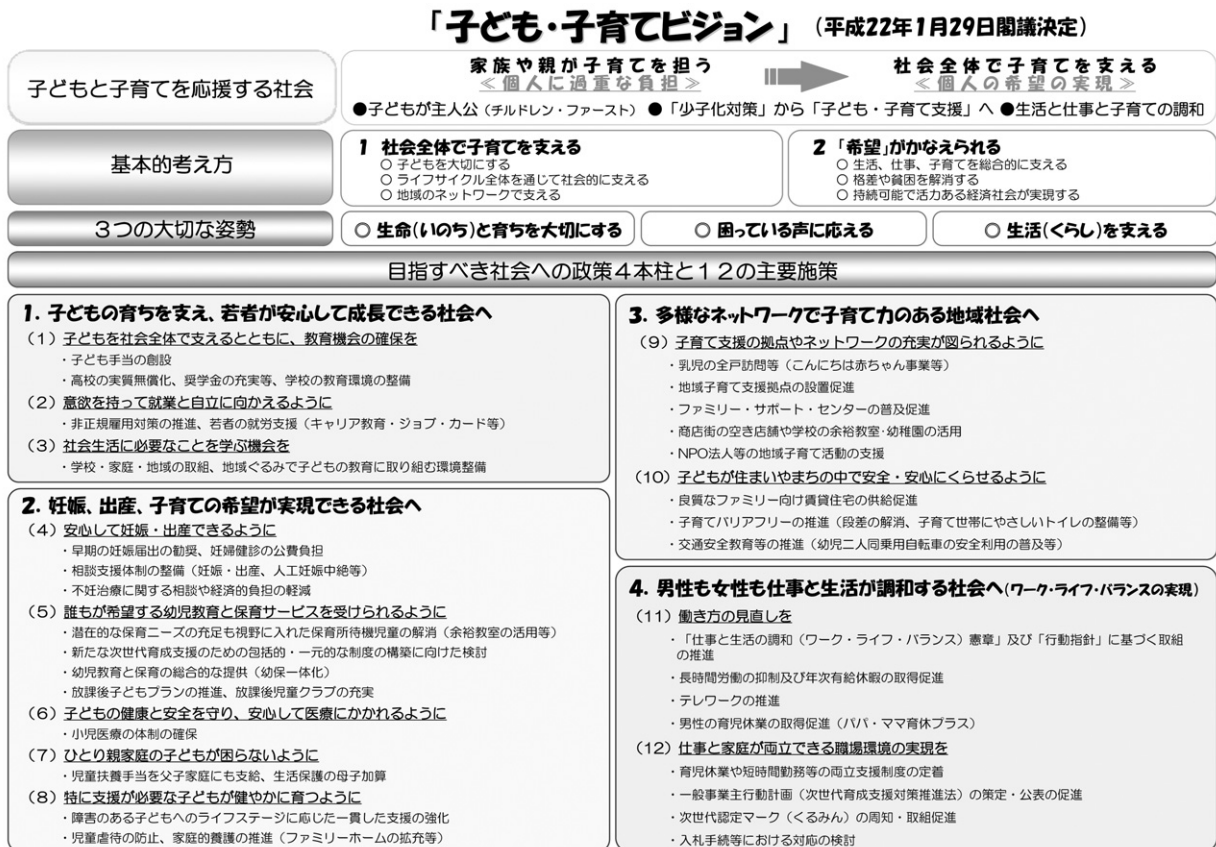 「子ども・子育てビジョン」（平成22年1月29日閣議決定）
子どもと子育てを応援する社会
家族や親が子育てを担う
≪個人に過重な負担≫
社会全体で子育てを支える
≪個人の希望の実現≫
●子どもが主人公（チルドレン・ファースト） ●「少子化対策」から「子ども・子育て支援」へ ●生活と仕事と子育ての調和
基本的考え方
1 社会全体で子育てを支える
○ 子どもを大切にする
○ ライフサイクル全体を通じて社会的に支える
○ 地域のネットワークで支える
2 「希望」がかなえられる
○ 生活、仕事、子育てを総合的に支える
○ 格差や貧困を解消する
○ 持続可能で活力ある経済社会が実現する
3つの大切な姿勢
○ 生命（いのち）と育ちを大切にする
○ 困っている声に応える
○ 生活（くらし）を支える
目指すべき社会への政策４本柱と１２の主要施策
1. 子どもの育ちを支え、若者が安心して成長できる社会へ
（1）子どもを社会全体で支えるとともに、教育機会の確保を
・子ども手当の創設
・高校の実質無償化、奨学金の充実等、学校の教育環境の整備
（2）意欲を持って就業と自立に向かえるように
・非正規雇用対策の推進、若者の就労支援（キャリア教育・ジョブ・カード等）
（3）社会生活に必要なことを学ぶ機会を
・学校・家庭・地域の取組、地域ぐるみで子どもの教育に取り組む環境整備
2. 妊娠、出産、子育ての希望が実現できる社会へ
（4）安心して妊娠・出産できるように
・早期の妊娠届出の勧奨、妊婦健診の公費負担
・相談支援体制の整備（妊娠・出産、人工妊娠中絶等）
・不妊治療に関する相談や経済的負担の軽減
（5）誰もが希望する幼児教育と保育サービスを受けられるように
・潜在的な保育ニーズの充足も視野に入れた保育所待機児童の解消（余裕教室の活用等）
・新たな次世代育成支援のための包括的・一元的な制度の構築に向けた検討
・幼児教育と保育の総合的な提供（幼保一体化）
・放課後子どもプランの推進、放課後児童クラブの充実
（6）子どもの健康と安全を守り、安心して医療にかかれるように
・小児医療の体制の確保
（7）ひとり親家庭の子どもが困らないように
・児童扶養手当を父子家庭にも支給、生活保護の母子加算
（8）特に支援が必要な子どもが健やかに育つように
・障害のある子どもへのライフステージに応じた一貫した支援の強化
・児童虐待の防止、家庭的養護の推進（ファミリーホームの拡充等）
3. 多様なネットワークで子育て力のある地域社会へ
（9）子育て支援の拠点やネットワークの充実が図られるように
・乳児の全戸訪問等（こんにちは赤ちゃん事業等）
・地域子育て支援拠点の設置促進
・ファミリー・サポート・センターの普及促進
・商店街の空き店舗や学校の余裕教室・幼稚園の活用
・NPO法人等の地域子育て活動の支援
（10）子どもが住まいやまちの中で安全・安心にくらせるように
・良質なファミリー向け賃貸住宅の供給促進
・子育てバリアフリーの推進（段差の解消、子育て世帯にやさしいトイレの整備等）
・交通安全教育等の推進（幼児二人同乗用自転車の安全利用の普及等）
4. 男性も女性も仕事と生活が調和する社会へ（ワーク・ライフ・バランスの実現）
（11）働き方の見直しを
・「仕事と生活の調和（ワーク・ライフ・バランス）憲章」及び「行動指針」に基づく取組
の推進
・長時間労働の抑制及び年次有給休暇の取得促進
・テレワークの推進
・男性の育児休業の取得促進（パパ・ママ育休プラス）
（12）仕事と家庭が両立できる職場環境の実現を
・育児休業や短時間勤務等の両立支援制度の定着
・一般事業主行動計画（次世代育成支援対策推進法）の策定・公表の促進
・次世代認定マーク（くるみん）の周知・取組促進
・入札手続等における対応の検討